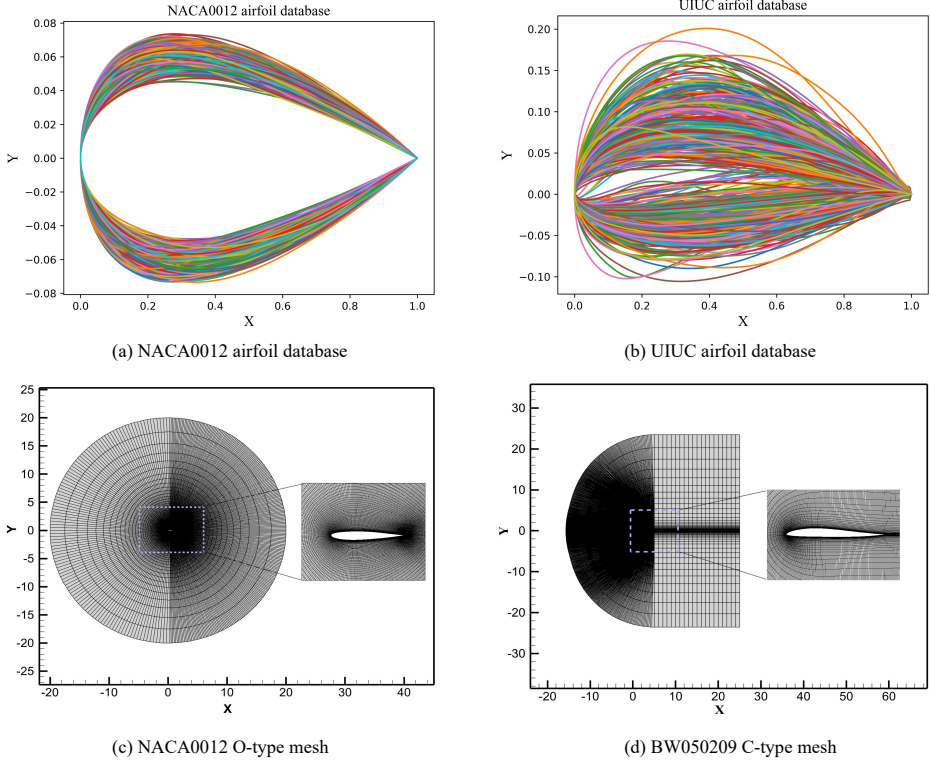 NACA0012 airfoil database
0.08
0.06
0.04
0.02
0.00
−0.02
−0.04
−0.06
−0.08
Y
0.0 0.2 0.4 0.6 0.8 1.0
X
(a) NACA0012 airfoil database
UIUC airfoil database
0.20
0.15
0.10
0.05
0.00
−0.05
−0.10
Y
0.0 0.2 0.4 0.6 0.8 1.0
X
(b) UIUC airfoil database
25
20
15
10
5
0
-5
-10
-15
-20
-25
Y
-20 -10 0 10 20 30 40
X
(c) NACA0012 O-type mesh
30
20
10
0
-10
-20
-30
Y
-20 -10 0 10 20 30 40 50 60
X
(d) BW050209 C-type mesh